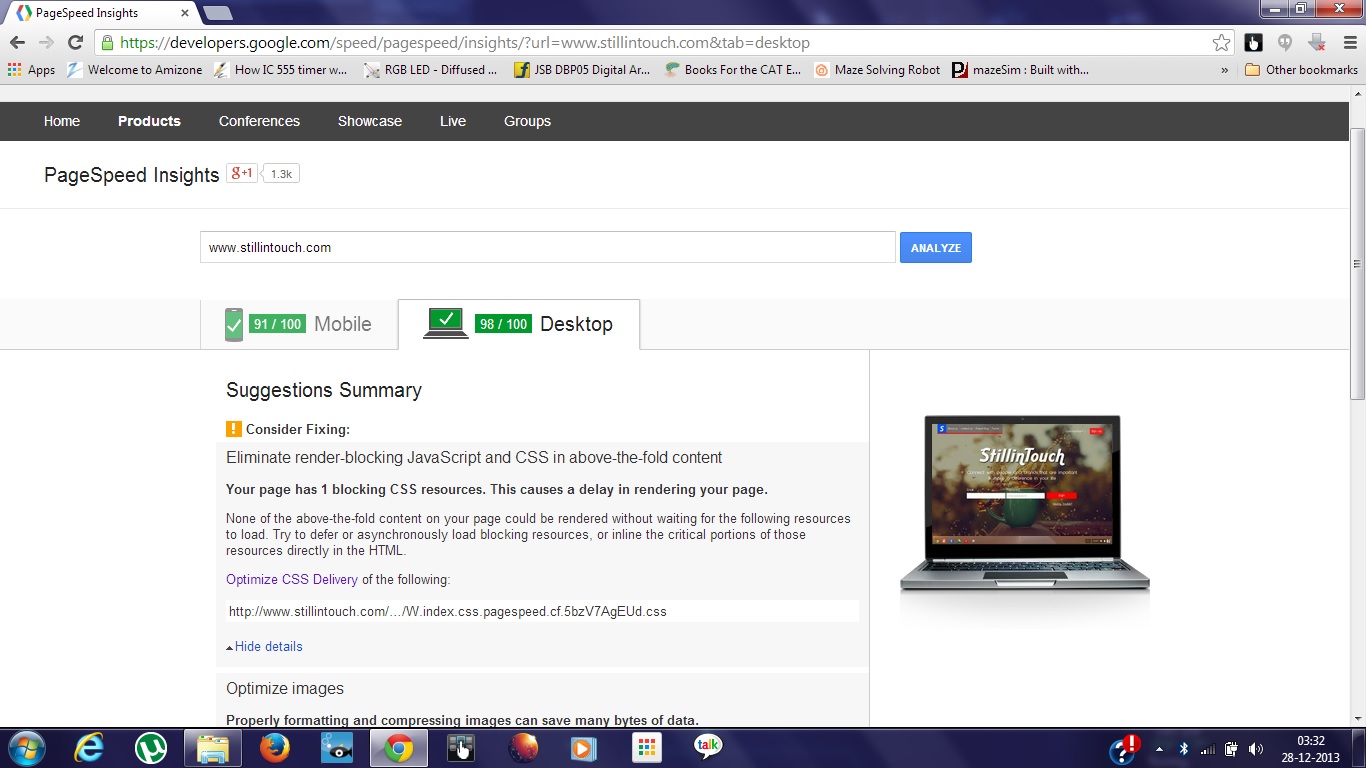 PageSpeed Insights
https://developers.google.com/speed/pagespeed/insights/?url=www.stillintouch.com&tab=desktop
Apps Welcome to Amizone How IC 555 timer w... RGB LED - Diffused ... JSB DBP05 Digital Ar... Books For the CAT E... Maze Solving Robot mazeSim : Built with... » Other bookmarks
Home Products Conferences Showcase Live Groups
PageSpeed Insights g+1 1.3k
www.stillintouch.com ANALYZE
91 / 100 Mobile 98 / 100 Desktop
Suggestions Summary
Consider Fixing:
Eliminate render-blocking JavaScript and CSS in above-the-fold content
Your page has 1 blocking CSS resources. This causes a delay in rendering your page.
None of the above-the-fold content on your page could be rendered without waiting for the following resources
to load. Try to defer or asynchronously load blocking resources, or inline the critical portions of those
resources directly in the HTML.
Optimize CSS Delivery of the following:
http://www.stillintouch.com/…/W.index.css.pagespeed.cf.5bzV7AgEUd.css
Hide details
Optimize images
Properly formatting and compressing images can save many bytes of data.
StillinTouch
talk
03:32
28-12-2013